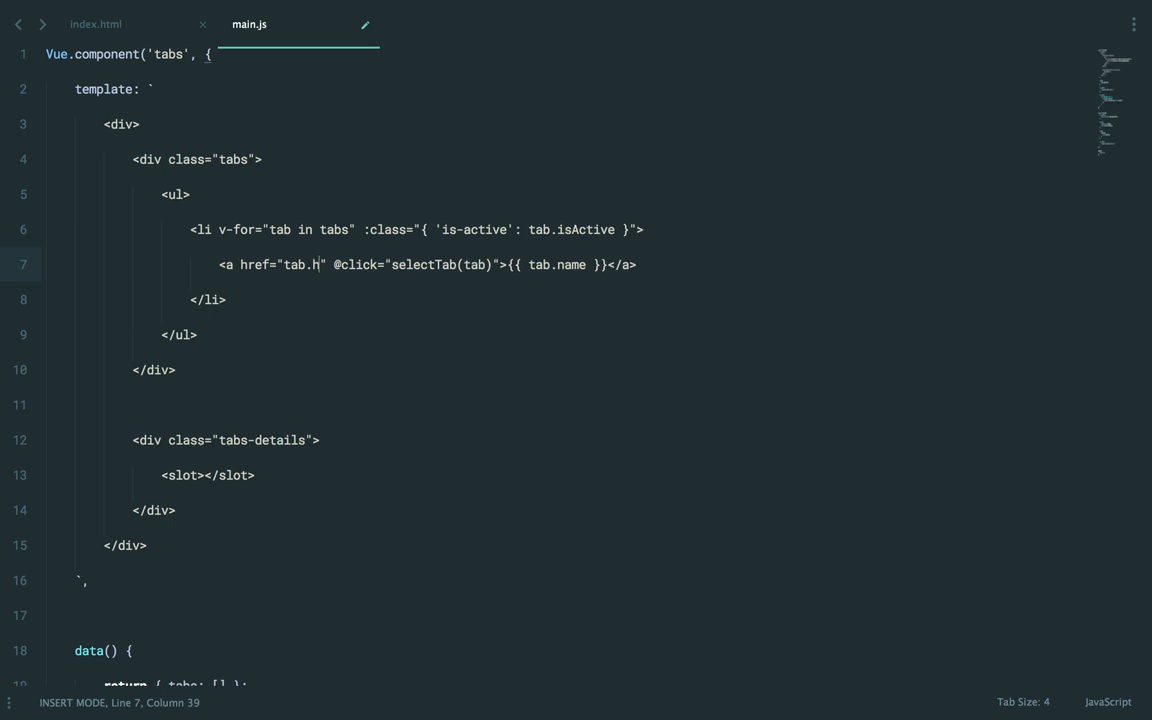 index.html
main.js
1 Vue.component('tabs', {
2 template: `
3 <div>
4 <div class="tabs">
5 <ul>
6 <li v-for="tab in tabs" :class="{ 'is-active': tab.isActive }">
7 <a href="tab.h" @click="selectTab(tab)">{{ tab.name }}</a>
8 </li>
9 </ul>
10 </div>
11
12 <div class="tabs-details">
13 <slot></slot>
14 </div>
15 </div>
16 `,
17
18 data() {
19 return { tabs: [] };
INSERT MODE, Line 7, Column 39
Tab Size: 4
JavaScript